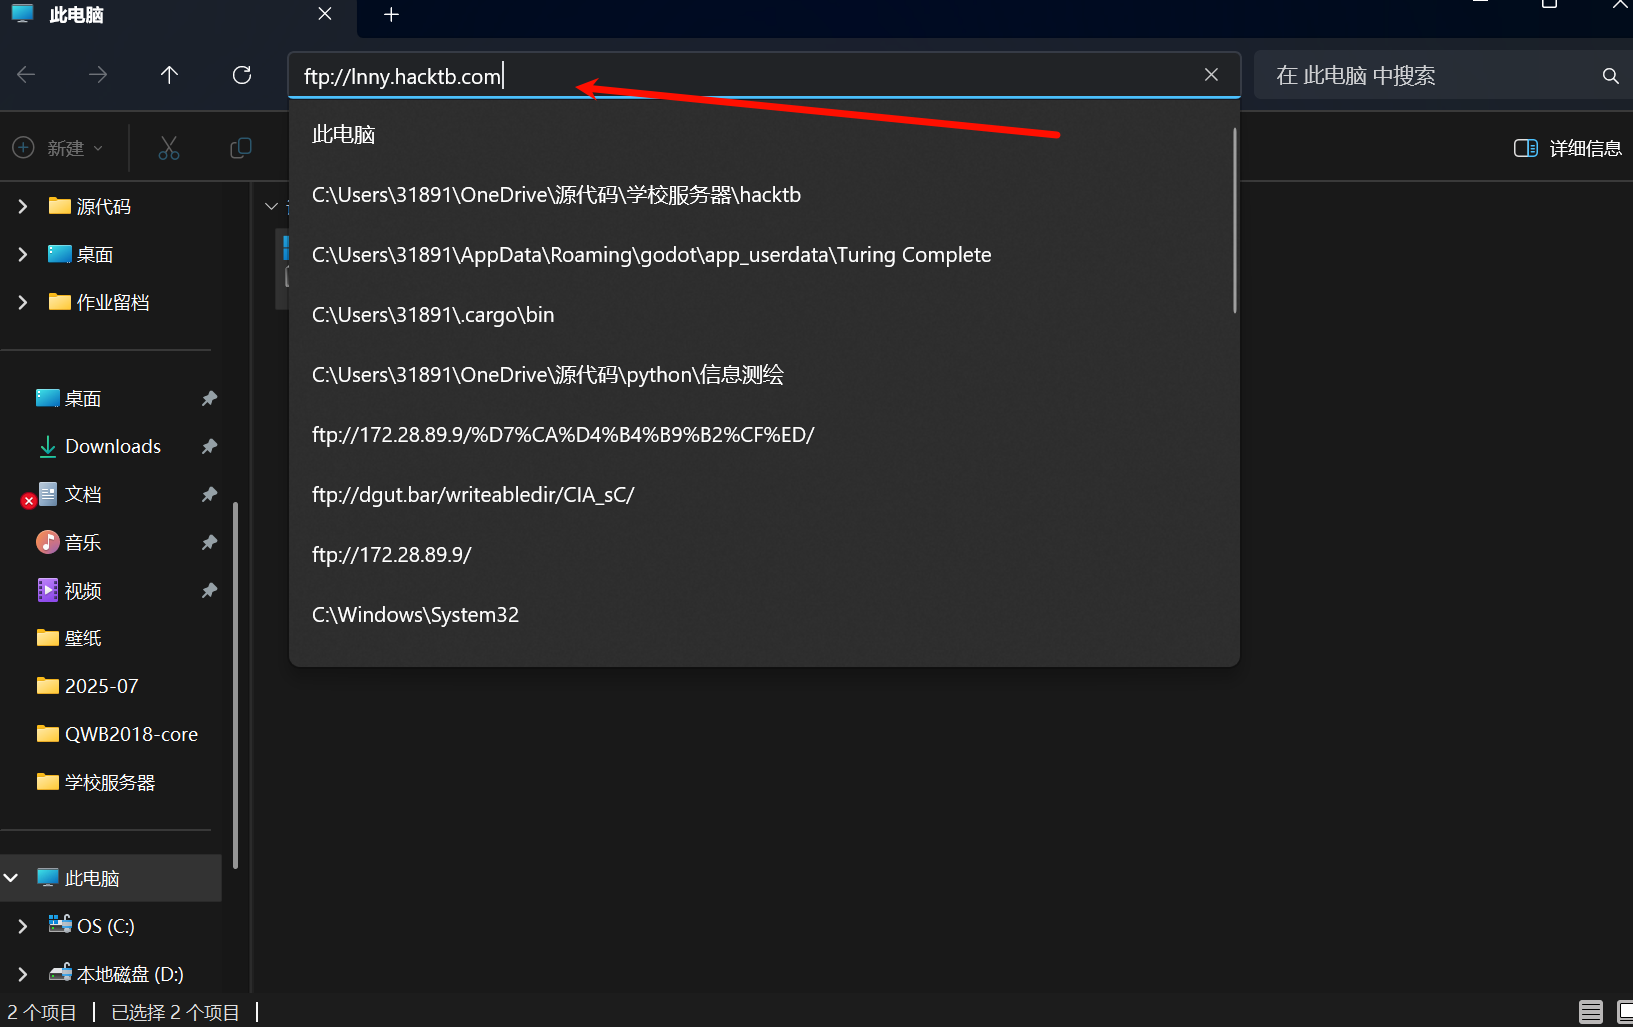 此电脑
ftp://lnny.hacktb.com
在 此电脑 中搜索
新建
详细信息
此电脑
C:\Users\31891\OneDrive\源代码\学校服务器\hacktb
C:\Users\31891\AppData\Roaming\godot\app_userdata\Turing Complete
C:\Users\31891\.cargo\bin
C:\Users\31891\OneDrive\源代码\python\信息测绘
ftp://172.28.89.9/%D7%CA%D4%B4%B9%B2%CF%ED/
ftp://dgut.bar/writeabledir/CIA_sC/
ftp://172.28.89.9/
C:\Windows\System32
源代码
桌面
作业留档
桌面
Downloads
文档
音乐
视频
壁纸
2025-07
QWB2018-core
学校服务器
此电脑
OS (C:)
本地磁盘 (D:)
2 个项目
已选择 2 个项目